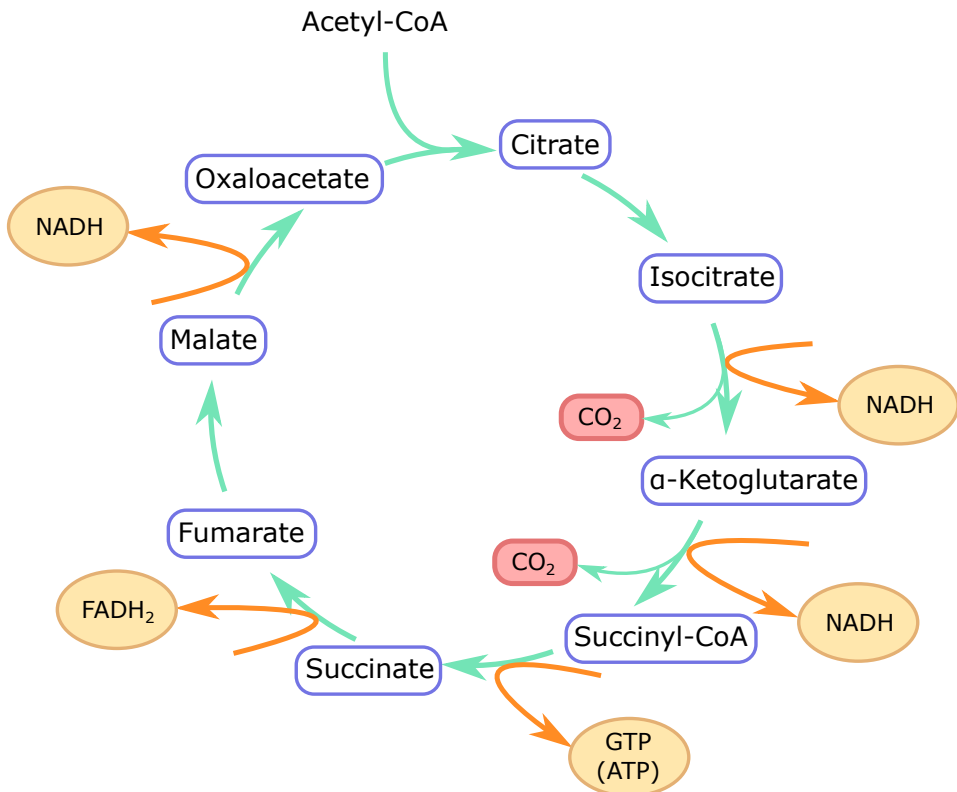 Acetyl-CoA
Citrate
Oxaloacetate
NADH
Isocitrate
Malate
NADH
CO₂
α-Ketoglutarate
Fumarate
CO₂
FADH₂
NADH
Succinyl-CoA
Succinate
GTP
(ATP)